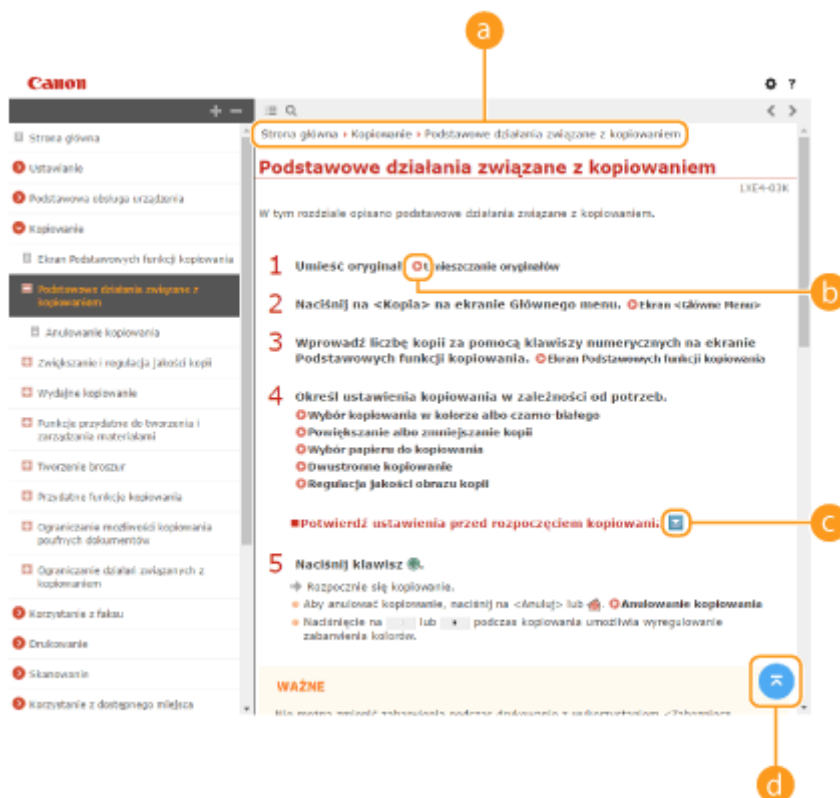 a
Canon
?
+ −
< >
Strona główna
Strona główna › Kopiowanie › Podstawowe działania związane z kopiowaniem
Ustawianie
Podstawowe działania związane z kopiowaniem
1XE4-03K
Podstawowa obsługa urządzenia
W tym rozdziale opisano podstawowe działania związane z kopiowaniem.
Kopiowanie
Ekran Podstawowych funkcji kopiowania
1 Umieść oryginał mieszczanie oryginałów
b
Podstawowe działania związane z
kopiowaniem
2 Naciśnij na <Kopia> na ekranie Głównego menu. Ekran <Główne Menu>
Anulowanie kopiowania
3 Wprowadź liczbę kopii za pomocą klawiszy numerycznych na ekranie
Podstawowych funkcji kopiowania. Ekran Podstawowych funkcji kopiowania
Zwiększanie i regulacja jakości kopii
Wydajne kopiowanie
4 Określ ustawienia kopiowania w zależności od potrzeb.
Wybór kopiowania w kolorze albo czarno-białego
Powiększanie albo zmniejszanie kopii
Wybór papieru do kopiowania
Dwustronne kopiowanie
Regulacja jakości obrazu kopii
Funkcje przydatne do tworzenia i
zarządzania materiałami
Tworzenie broszur
Przydatne funkcje kopiowania
Ograniczanie możliwości kopiowania
poufnych dokumentów
Potwierdź ustawienia przed rozpoczęciem kopiowani
c
Ograniczanie działań związanych z
kopiowaniem
5 Naciśnij klawisz .
Rozpocznie się kopiowanie.
Aby anulować kopiowanie, naciśnij na <Anuluj> lub . Anulowanie kopiowania
Naciśnięcie na lub podczas kopiowania umożliwia wyregulowanie
zabarwienia kolorów.
Korzystanie z faksu
Drukowanie
Skanowanie
Korzystanie z dostępnego miejsca
WAŻNE
d